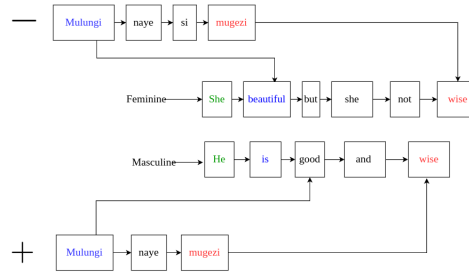 — Mulungi naye si mugezi
Feminine She beautiful but she not wise
Masculine He is good and wise
+ Mulungi naye mugezi